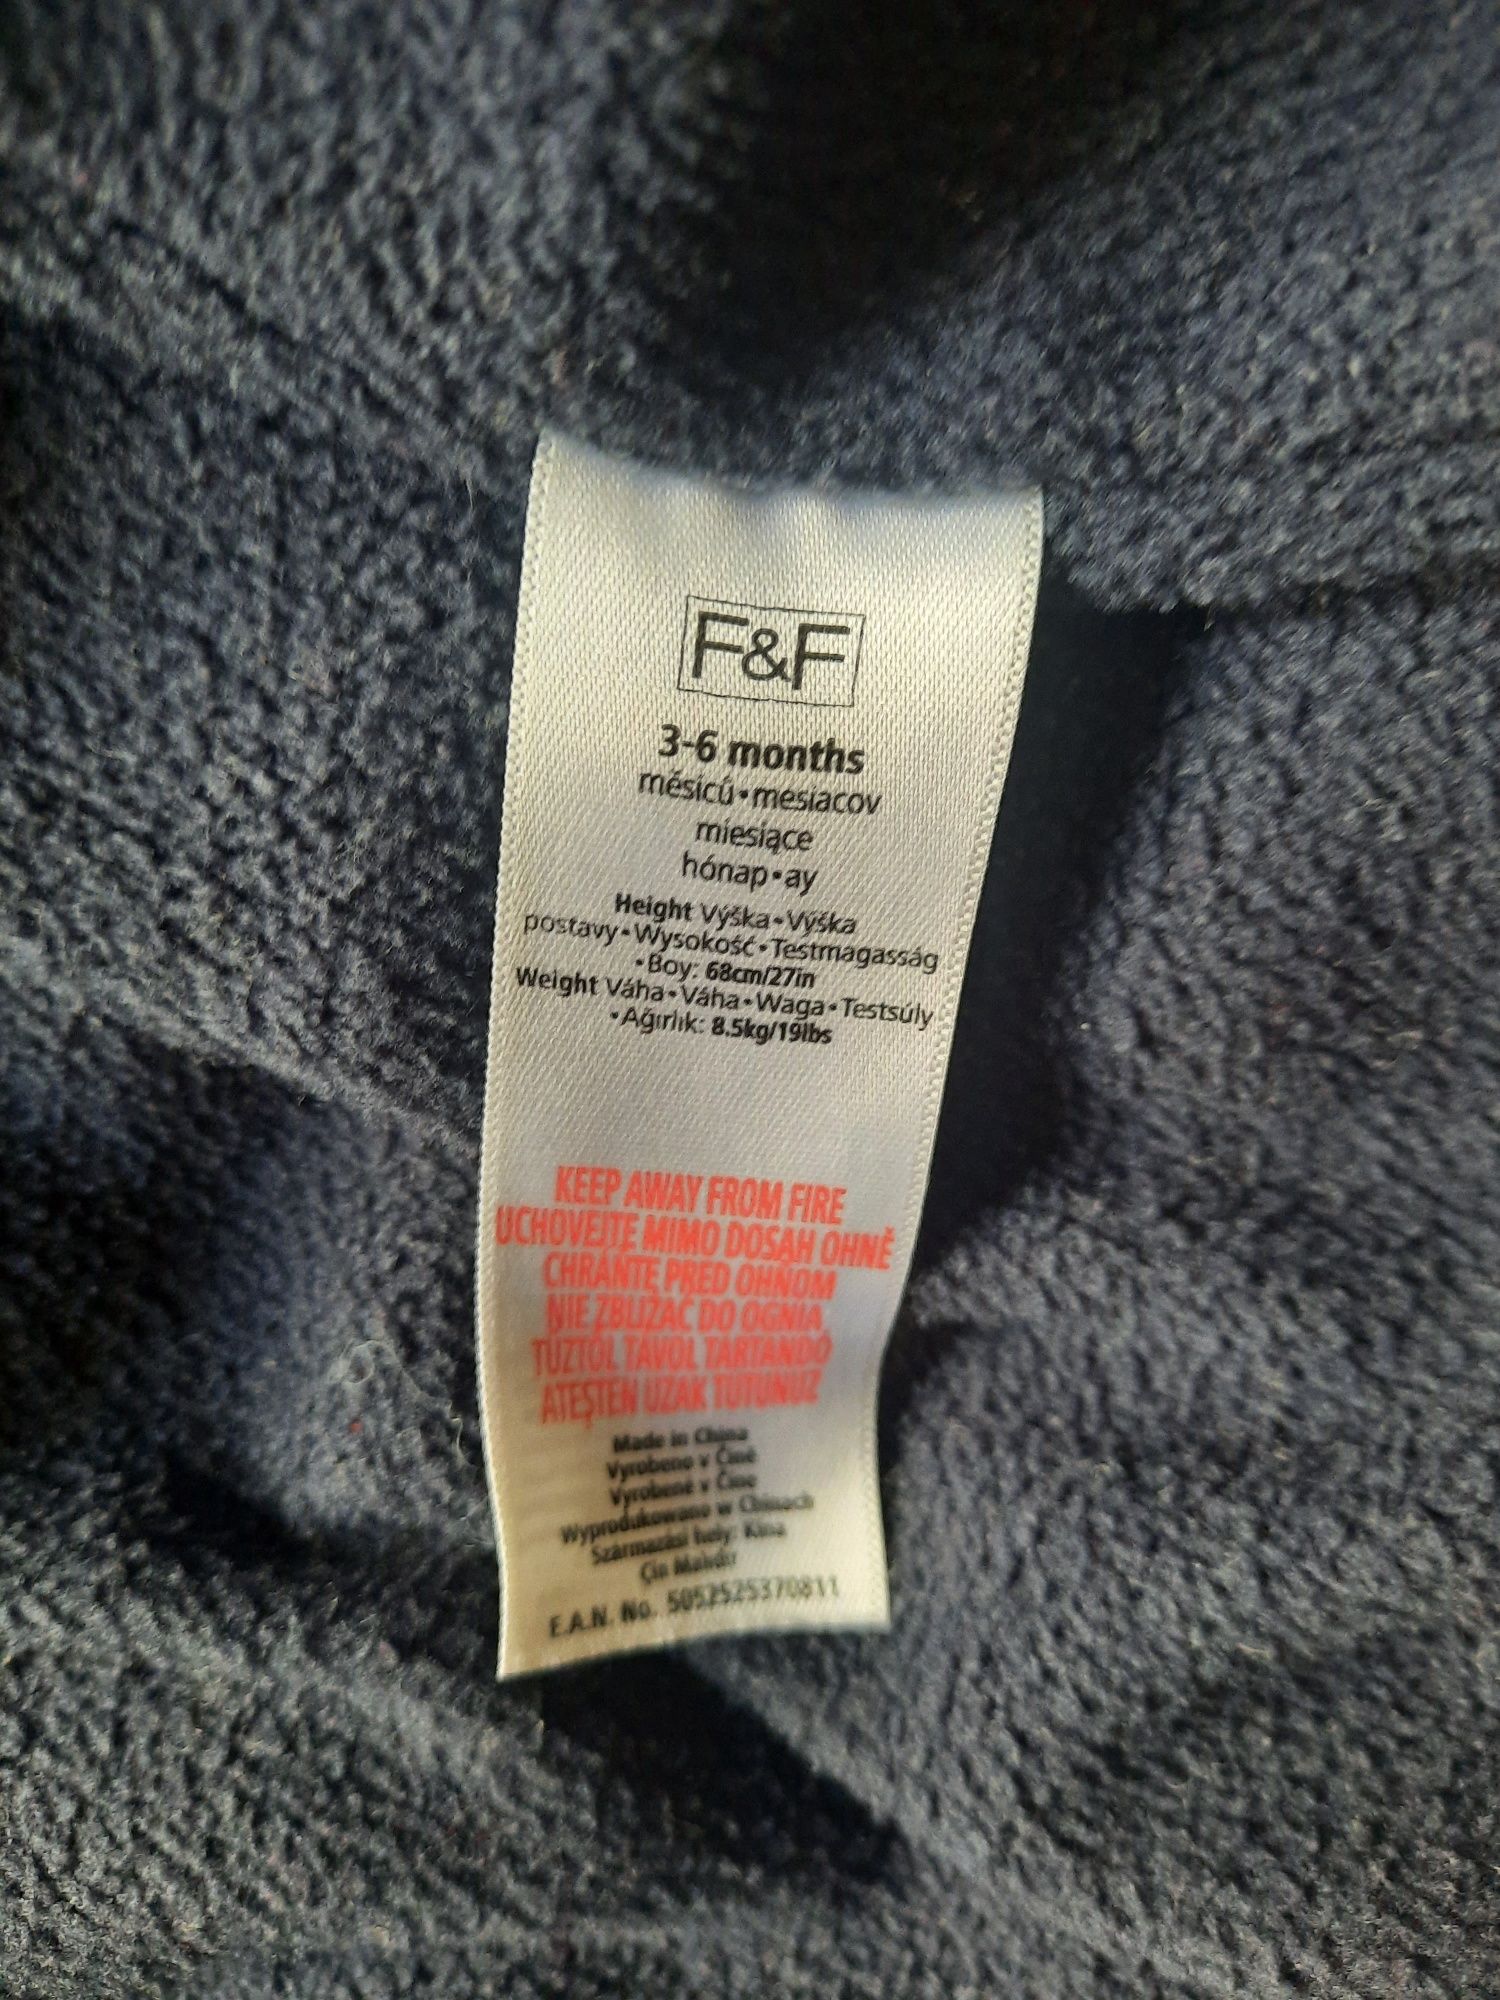 F&F
3-6 months
měsíců•mesiacov
miesiące
hónap•ay
Height Výška•Výška
postavy•Wysokość•Testmagasság
•Boy: 68cm/27in
Weight Váha•Váha•Waga•Testsúly
•Ağırlık: 8.5kg/19lbs
KEEP AWAY FROM FIRE
UCHOVEJTE MIMO DOSAH OHNĚ
CHRÁŇTE PRED OHŇOM
NIE ZBLIŻAĆ DO OGNIA
TŰZTŐL TÁVOL TARTANDÓ
ATEŞTEN UZAK TUTUNUZ
Made in China
Vyrobeno v Číně
Vyrobené v Číne
Wyprodukowano w Chinach
Származási hely: Kína
Çin Malıdır
E.A.N. No. 5052525370811